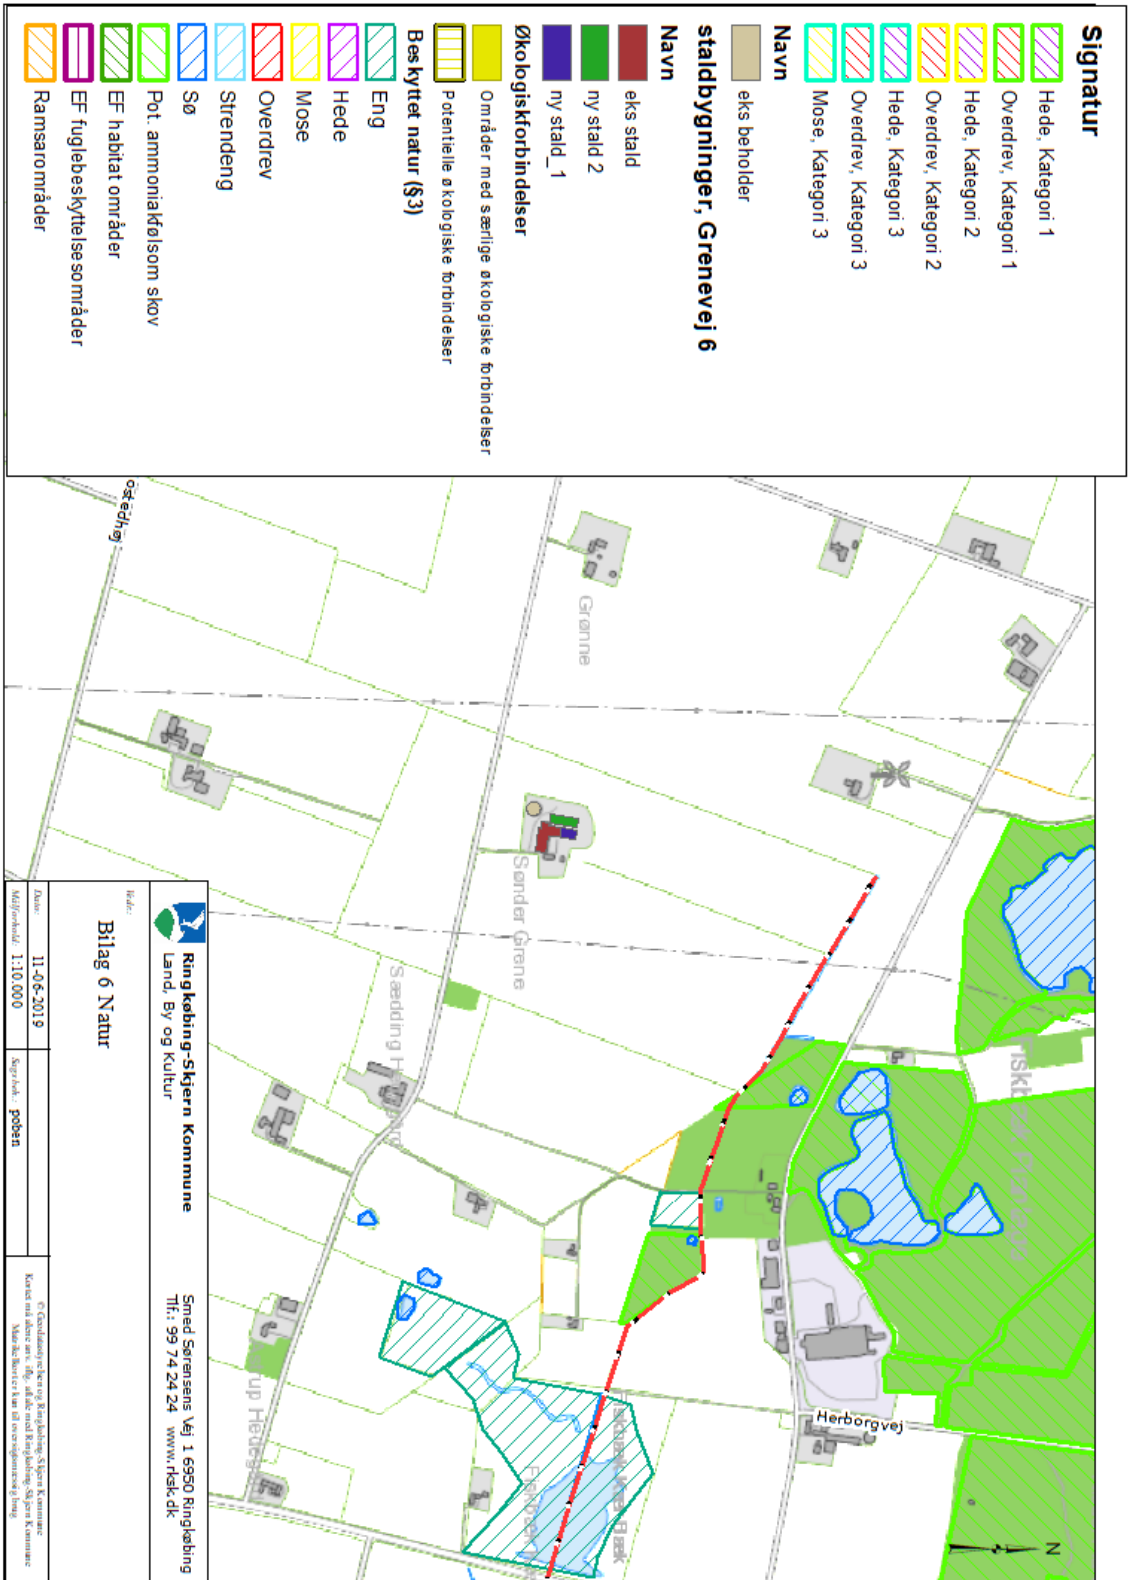 Signatur
Hede, Kategori 1
Overdrev, Kategori 1
Hede, Kategori 2
Overdrev, Kategori 2
Hede, Kategori 3
Overdrev, Kategori 3
Mose, Kategori 3
Navn
eks beholder
staldbygninger, Grenevej 6
Navn
eks stald
ny stald 2
ny stald_1
Økologiskforbindelser
Områder med særlige økologiske forbindelser
Potentielle økologiske forbindelser
Beskyttet natur (§3)
Eng
Hede
Mose
Overdrev
Strendeng
Sø
Pot. ammoniakfølsom skov
EF habitat områder
EF fuglebeskyttelsesområder
Ramsarområder
Grønne
Sønder Grene
Sædding
Herborgvej
N
Ringkøbing-Skjern Kommune
Land, By og Kultur
Smed Sørensens Vej 1 6950 Ringkøbing
Tlf.: 99 74 24 24 www.rksk.dk
Vedr.:
Bilag 6 Natur
Dato: 11-06-2019
Målforhold: 1:10.000
Sagsbeh.: poben